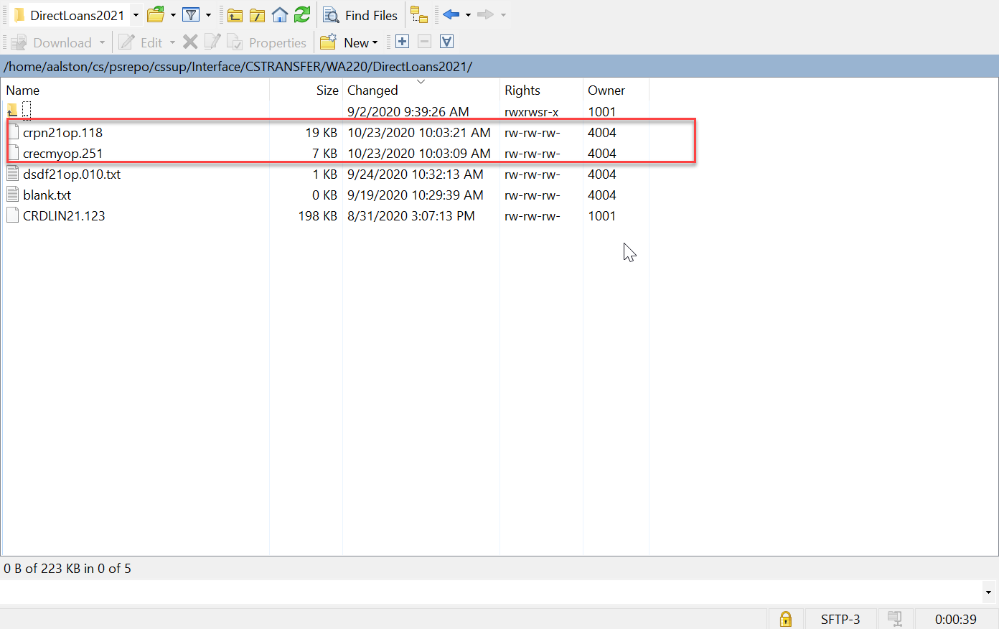 DirectLoans2021 Find Files
Download Edit Properties New
/home/aalston/cs/psrepo/cssup/Interface/CSTRANSFER/WA220/DirectLoans2021/
Name Size Changed Rights Owner
.. 9/2/2020 9:39:26 AM rwxrwsr-x 1001
crpn21op.118 19 KB 10/23/2020 10:03:21 AM rw-rw-rw- 4004
crecmyop.251 7 KB 10/23/2020 10:03:09 AM rw-rw-rw- 4004
dsdf21op.010.txt 1 KB 9/24/2020 10:32:13 AM rw-rw-rw- 4004
blank.txt 0 KB 9/19/2020 10:29:39 AM rw-rw-rw- 4004
CRDLIN21.123 198 KB 8/31/2020 3:07:13 PM rw-rw-rw- 1001
0 B of 223 KB in 0 of 5
SFTP-3 0:00:39